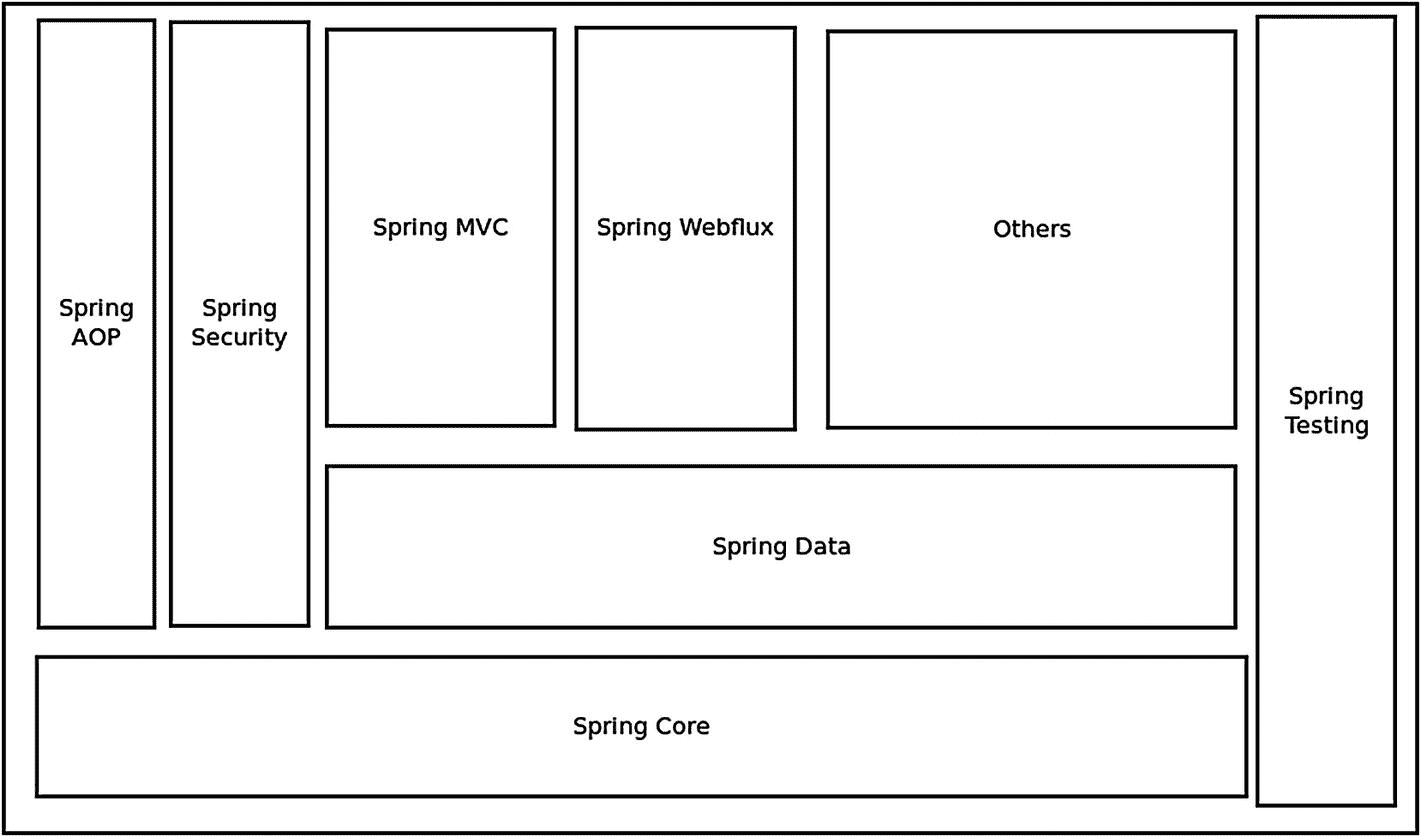 Spring
AOP
Spring
Security
Spring MVC
Spring Webflux
Others
Spring
Testing
Spring Data
Spring Core